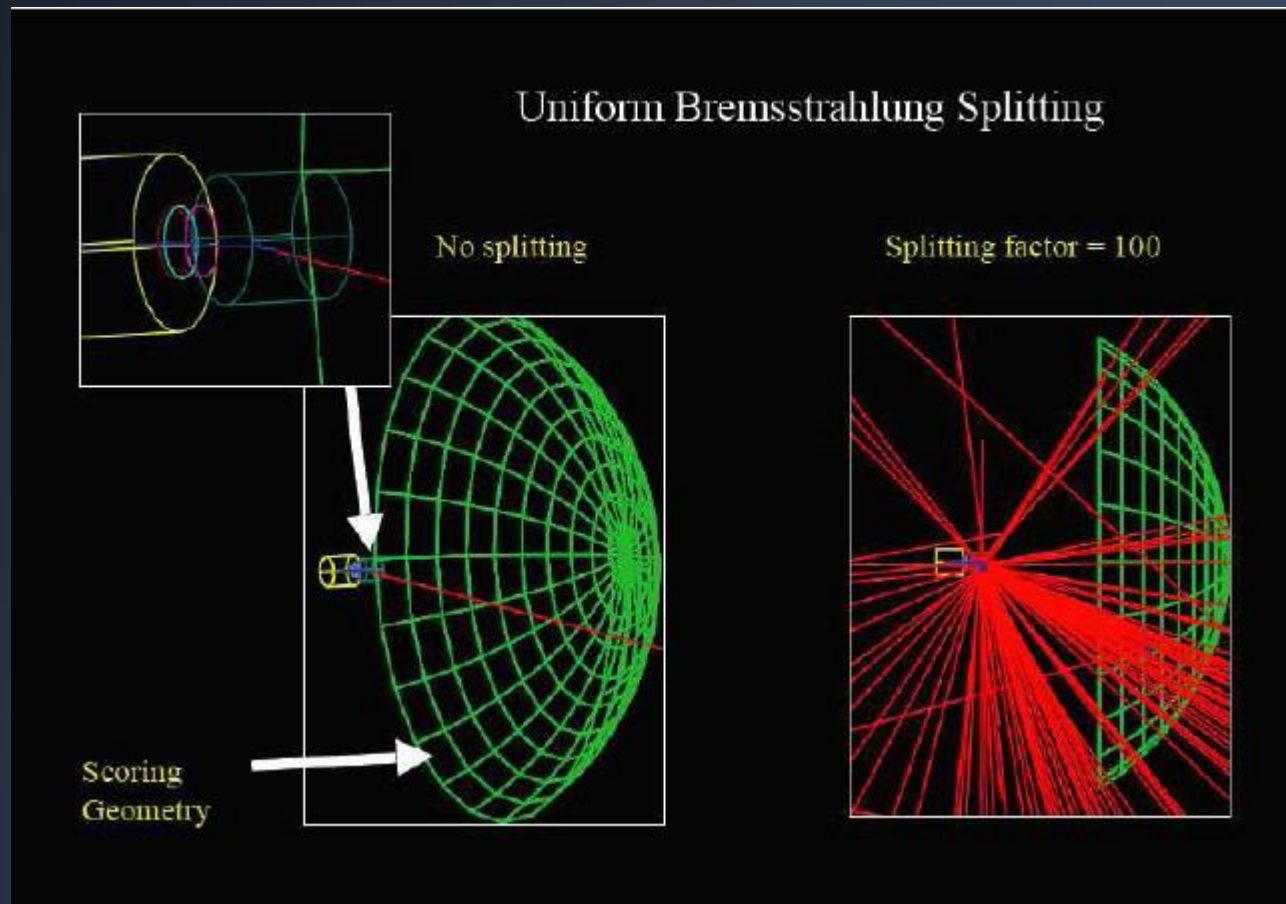 Uniform Bremsstrahlung Splitting
No splitting
Splitting factor = 100
Scoring
Geometry